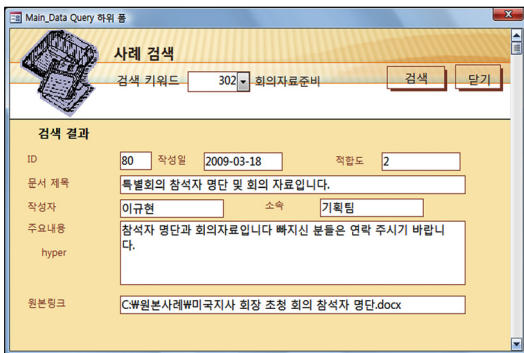 Main_Data Query 하위 폼
사례 검색
검색 키워드 302 회의자료준비 검색 닫기
검색 결과
ID 80 작성일 2009-03-18 적합도 2
문서 제목 특별회의 참석자 명단 및 회의 자료입니다.
작성자 이규현 소속 기획팀
주요내용 참석자 명단과 회의자료입니다 빠지신 분들은 연락 주시기 바랍니
다.
hyper
원본링크 C:₩원본사례₩미국지사 회장 초청 회의 참석자 명단.docx